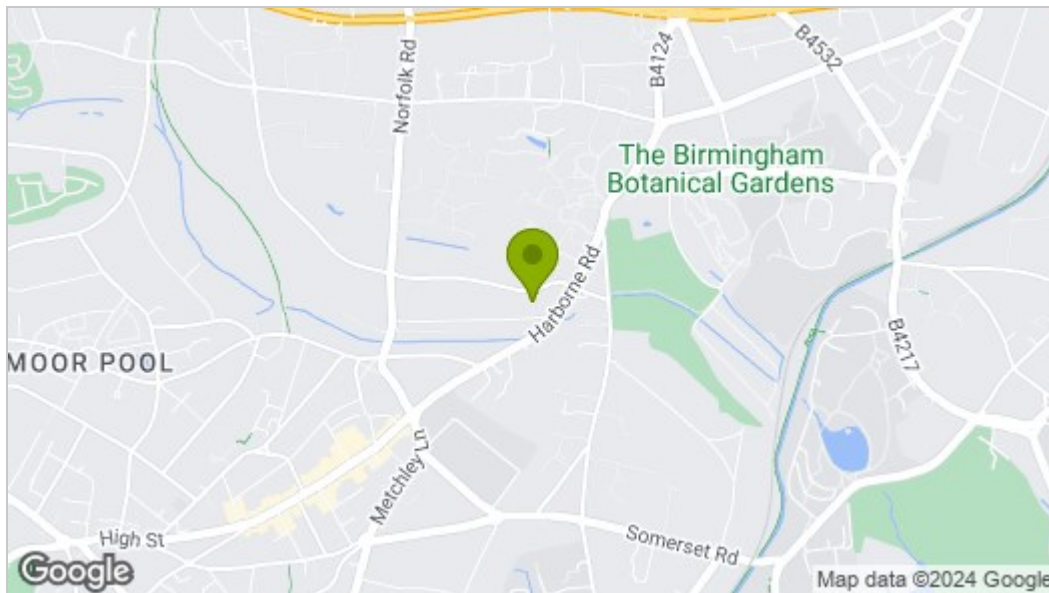 Norfolk Rd
B4124
B4532
The Birmingham
Botanical Gardens
Harborne Rd
B4217
MOOR POOL
Metchley Ln
High St
Somerset Rd
Google
Map data ©2024 Google